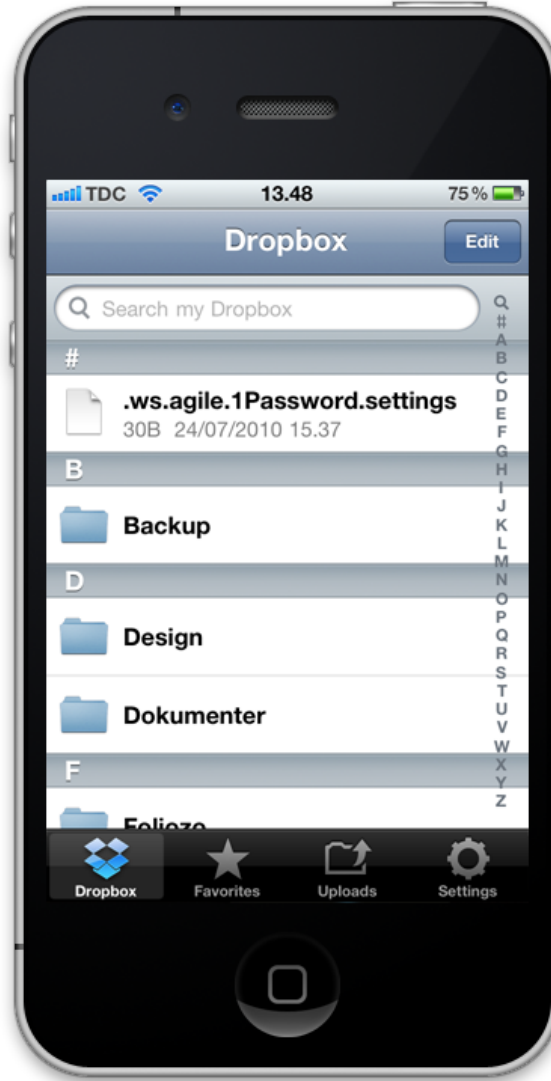 TDC 13.48 75 %
Dropbox Edit
Search my Dropbox
#
.ws.agile.1Password.settings
30B 24/07/2010 15.37
B
Backup
D
Design
Dokumenter
F
Foliozo
Dropbox Favorites Uploads Settings
#
A
B
C
D
E
F
G
H
I
J
K
L
M
N
O
P
Q
R
S
T
U
V
W
X
Y
Z